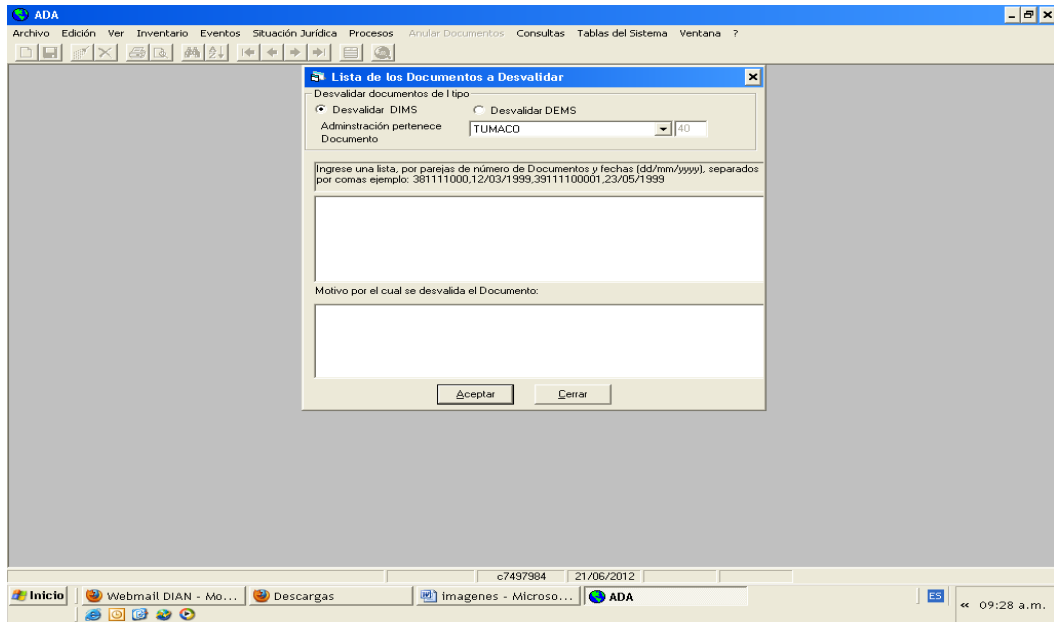 ADA
Archivo Edición Ver Inventario Eventos Situación Jurídica Procesos Anular Documentos Consultas Tablas del Sistema Ventana ?
Lista de los Documentos a Desvalidar
Desvalidar documentos de l tipo
Desvalidar DIMS Desvalidar DEMS
Adminstración pertenece
Documento
TUMACO 40
Ingrese una lista, por parejas de número de Documentos y fechas (dd/mm/yyyy), separados
por comas ejemplo: 381111000,12/03/1999,39111100001,23/05/1999
Motivo por el cual se desvalida el Documento:
Aceptar Cerrar
c7497984 21/06/2012
Inicio Webmail DIAN - Mo... Descargas imagenes - Microso... ADA ES « 09:28 a.m.